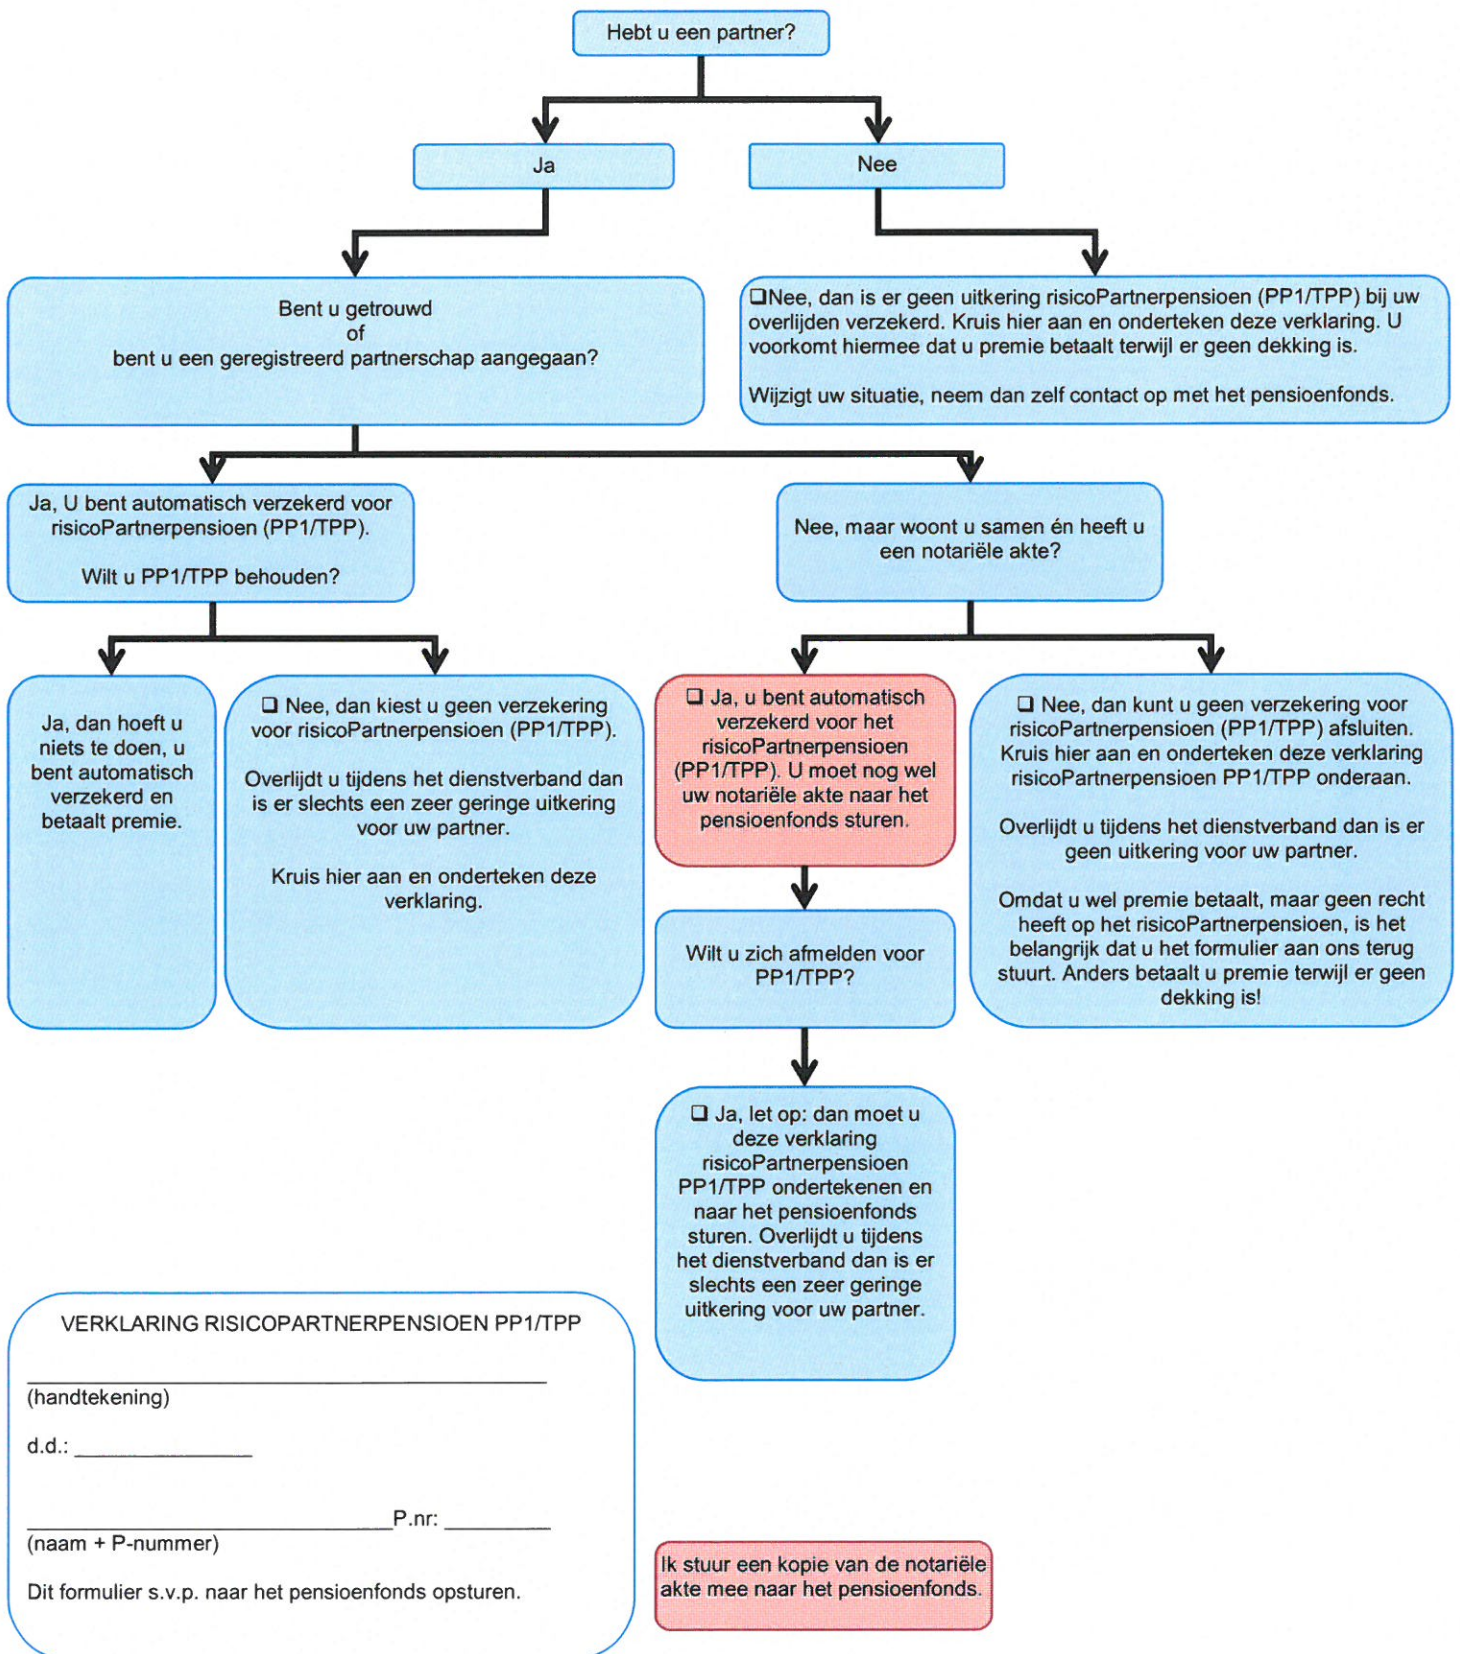 Hebt u een partner?
Ja
Nee
Bent u getrouwd
of
bent u een geregistreerd partnerschap aangegaan?
❑Nee, dan is er geen uitkering risicoPartnerpensioen (PP1/TPP) bij uw
overlijden verzekerd. Kruis hier aan en onderteken deze verklaring. U
voorkomt hiermee dat u premie betaalt terwijl er geen dekking is.
Wijzigt uw situatie, neem dan zelf contact op met het pensioenfonds.
Ja, U bent automatisch verzekerd voor
risicoPartnerpensioen (PP1/TPP).
Wilt u PP1/TPP behouden?
Nee, maar woont u samen én heeft u
een notariële akte?
Ja, dan hoeft u
niets te doen, u
bent automatisch
verzekerd en
betaalt premie.
❑ Nee, dan kiest u geen verzekering
voor risicoPartnerpensioen (PP1/TPP).
Overlijdt u tijdens het dienstverband dan
is er slechts een zeer geringe uitkering
voor uw partner.
Kruis hier aan en onderteken deze
verklaring.
❑ Ja, u bent automatisch
verzekerd voor het
risicoPartnerpensioen
(PP1/TPP). U moet nog wel
uw notariële akte naar het
pensioenfonds sturen.
❑ Nee, dan kunt u geen verzekering voor
risicoPartnerpensioen (PP1/TPP) afsluiten.
Kruis hier aan en onderteken deze verklaring
risicoPartnerpensioen PP1/TPP onderaan.
Overlijdt u tijdens het dienstverband dan is er
geen uitkering voor uw partner.
Omdat u wel premie betaalt, maar geen recht
heeft op het risicoPartnerpensioen, is het
belangrijk dat u het formulier aan ons terug
stuurt. Anders betaalt u premie terwijl er geen
dekking is!
Wilt u zich afmelden voor
PP1/TPP?
❑ Ja, let op: dan moet u
deze verklaring
risicoPartnerpensioen
PP1/TPP ondertekenen en
naar het pensioenfonds
sturen. Overlijdt u tijdens
het dienstverband dan is er
slechts een zeer geringe
uitkering voor uw partner.
VERKLARING RISICOPARTNERPENSIOEN PP1/TPP
(handtekening)
d.d.: ________________
_________________________________P.nr: __________
(naam + P-nummer)
Dit formulier s.v.p. naar het pensioenfonds opsturen.
Ik stuur een kopie van de notariële
akte mee naar het pensioenfonds.